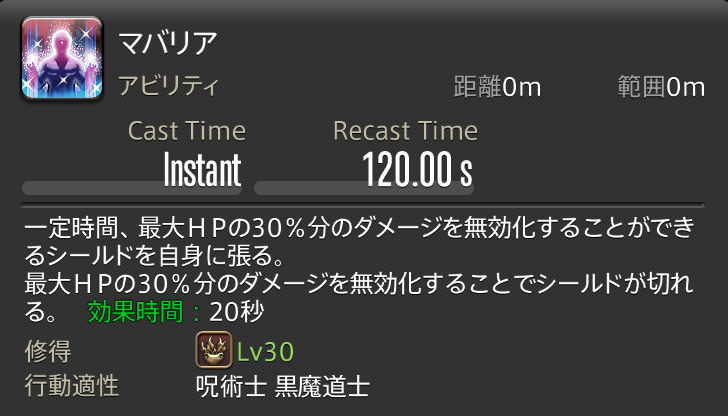 マバリア
アビリティ 距離0m 範囲0m
Cast Time Recast Time
Instant 120.00 s
一定時間、最大ＨＰの30％分のダメージを無効化することができ
るシールドを自身に張る。
最大ＨＰの30％分のダメージを無効化することでシールドが切れ
る。 効果時間：20秒
修得 Lv30
行動適性 呪術士 黒魔道士